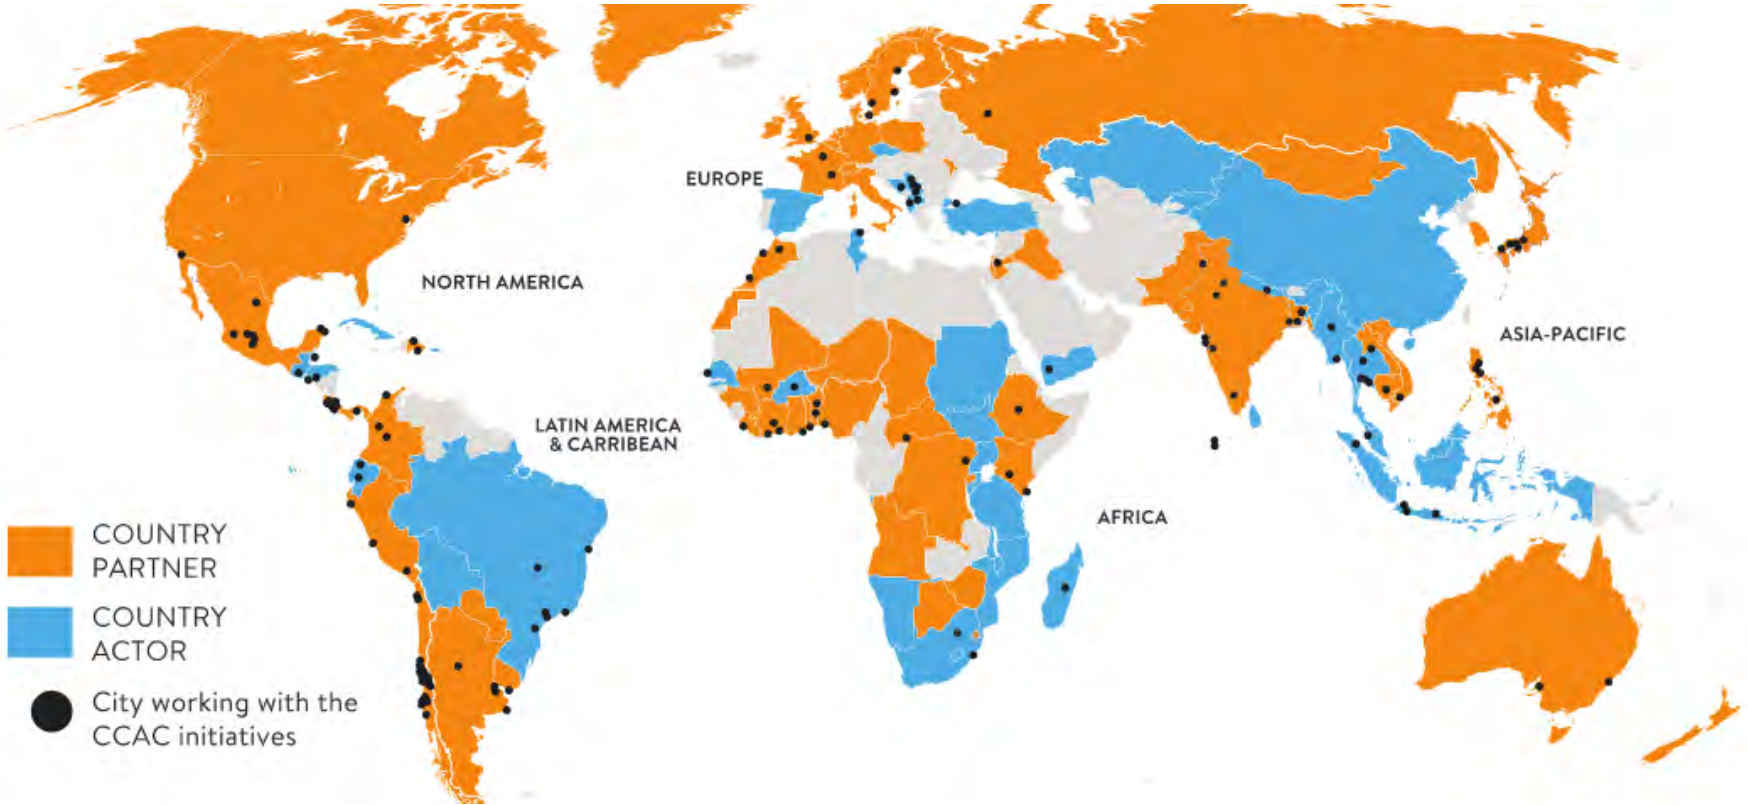 EUROPE
NORTH AMERICA
ASIA-PACIFIC
LATIN AMERICA
& CARRIBEAN
AFRICA
COUNTRY
PARTNER
COUNTRY
ACTOR
City working with the
CCAC initiatives